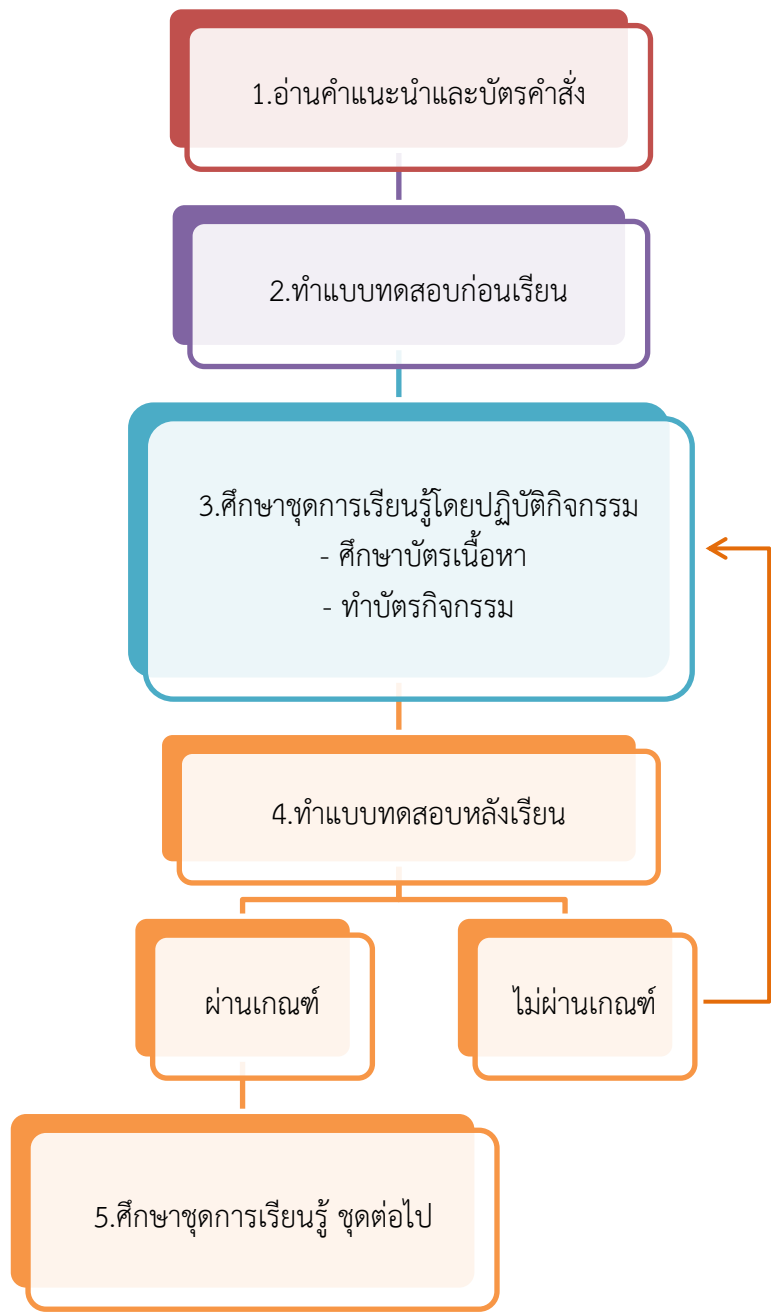 1.อ่านคำแนะนำและบัตรคำสั่ง
2.ทำแบบทดสอบก่อนเรียน
3.ศึกษาชุดการเรียนรู้โดยปฏิบัติกิจกรรม
- ศึกษาบัตรเนื้อหา
- ทำบัตรกิจกรรม
4.ทำแบบทดสอบหลังเรียน
ผ่านเกณฑ์
ไม่ผ่านเกณฑ์
5.ศึกษาชุดการเรียนรู้ ชุดต่อไป